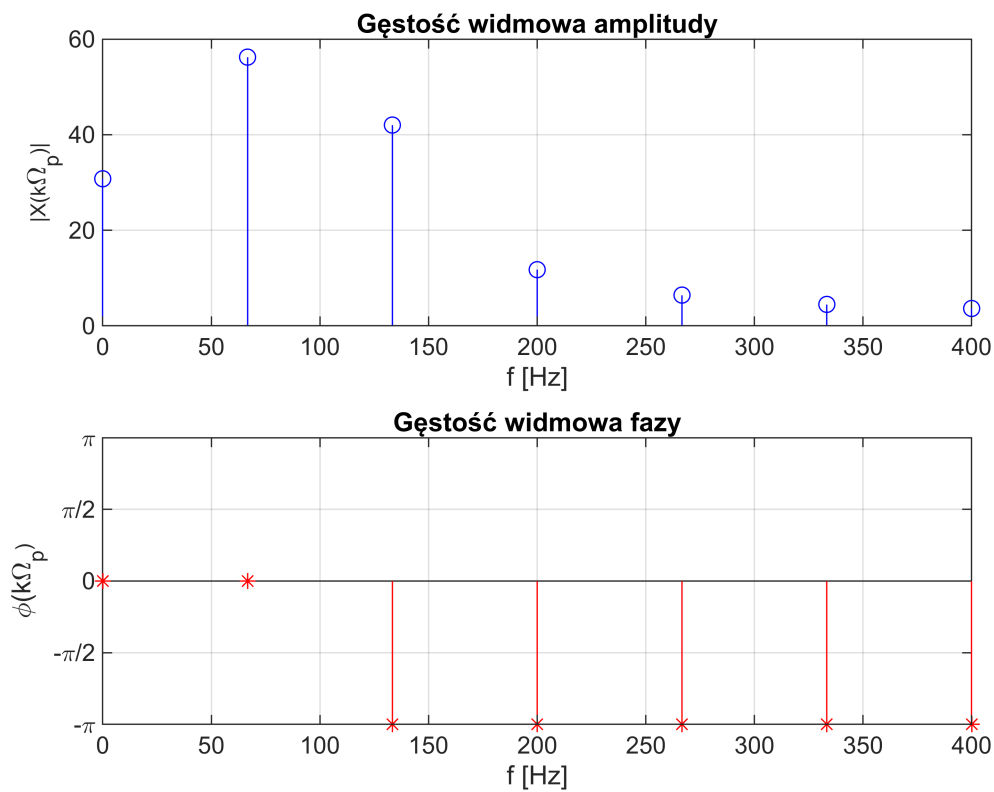 Gęstość widmowa amplitudy
60
40
20
0
|X(kΩp)|
0 50 100 150 200 250 300 350 400
f [Hz]
Gęstość widmowa fazy
π
π/2
0
-π/2
-π
ϕ(kΩp)
0 50 100 150 200 250 300 350 400
f [Hz]